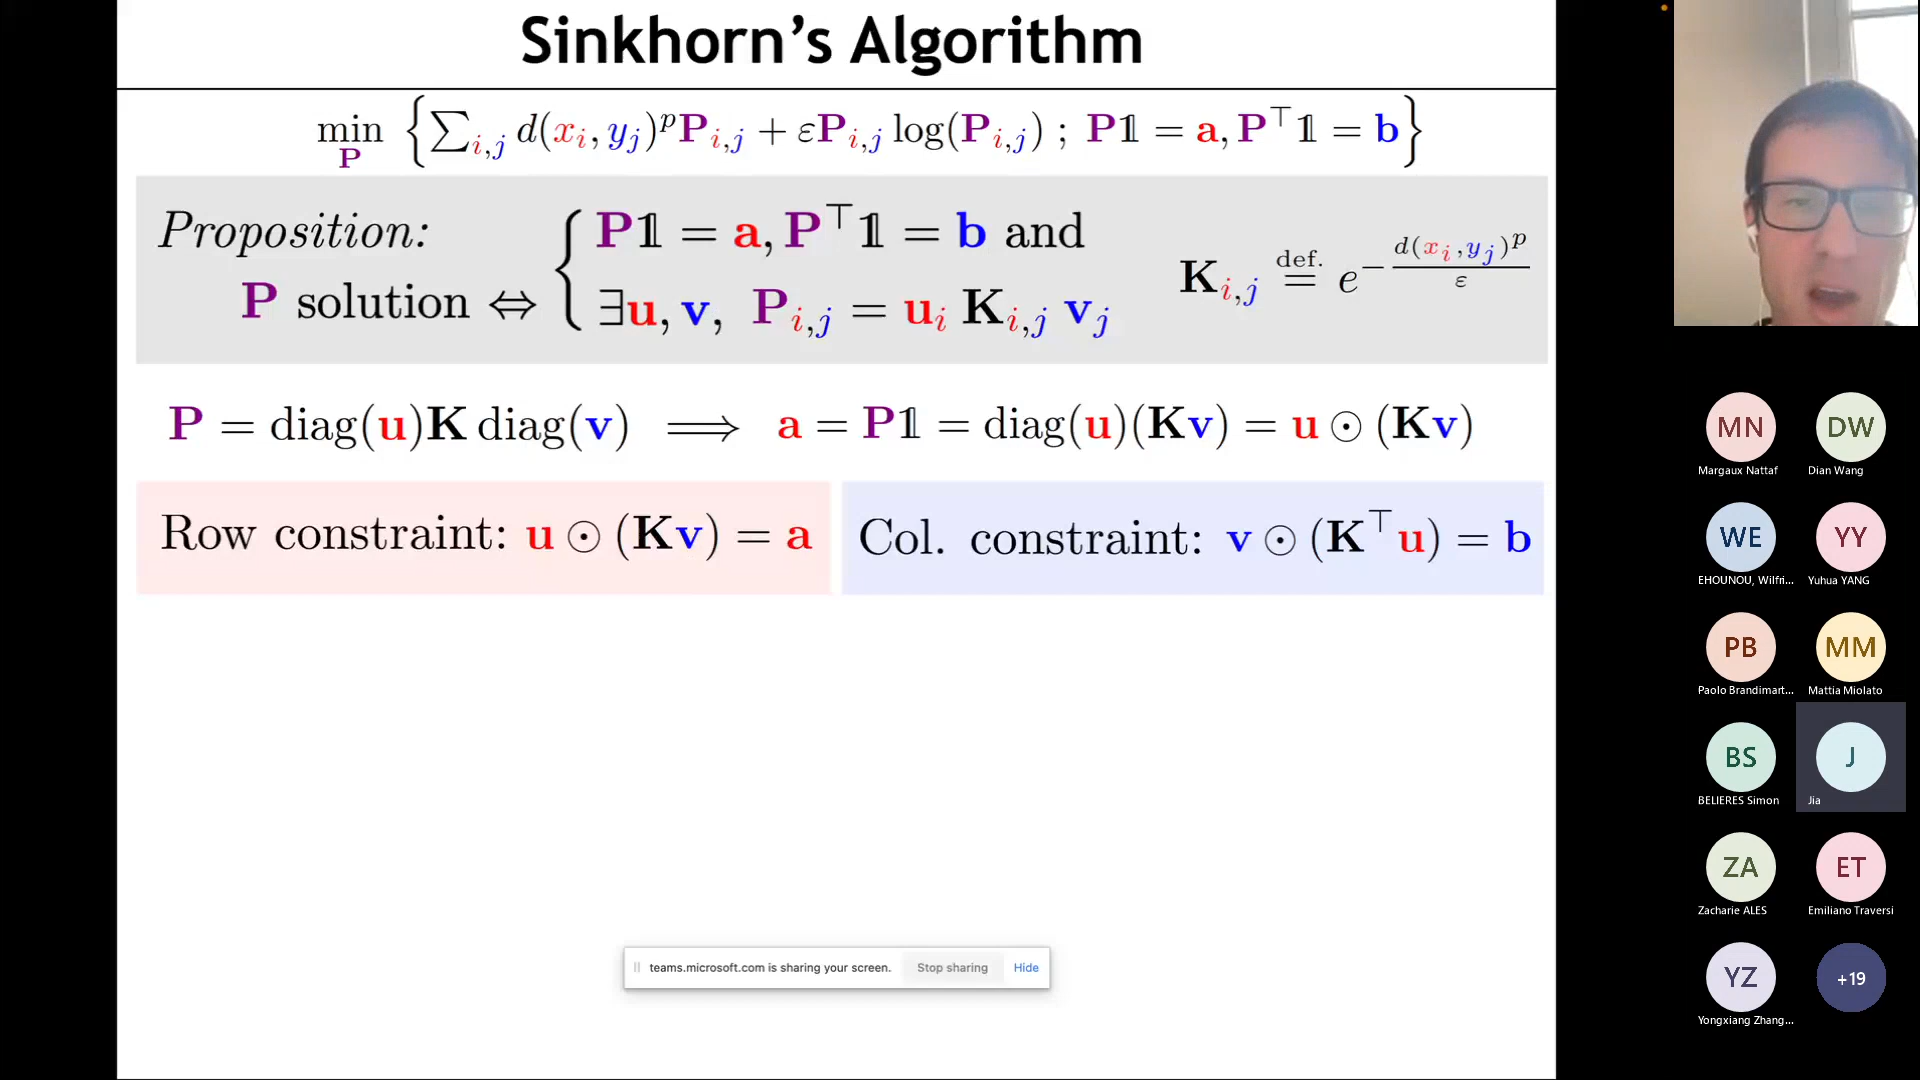 Sinkhorn's Algorithm
min_P { ∑_{i,j} d(x_i, y_j)^p P_{i,j} + εP_{i,j} log(P_{i,j}) ; P𝟙 = a, P^⊤𝟙 = b }
Proposition:
P solution ⇔ { P𝟙 = a, P^⊤𝟙 = b and
∃u, v, P_{i,j} = u_i K_{i,j} v_j
K_{i,j} =^{def.} e^{-d(x_i,y_j)^p / ε}
P = diag(u)K diag(v) ⟹ a = P𝟙 = diag(u)(Kv) = u ⊙ (Kv)
Row constraint: u ⊙ (Kv) = a
Col. constraint: v ⊙ (K^⊤u) = b
teams.microsoft.com is sharing your screen. Stop sharing Hide
MN DW
Margaux Nattaf Dian Wang
WE YY
EHOUNOU, Wilfri... Yuhua YANG
PB MM
Paolo Brandimart... Mattia Miolato
BS J
BELIERES Simon Jia
ZA ET
Zacharie ALES Emiliano Traversi
YZ +19
Yongxiang Zhang...